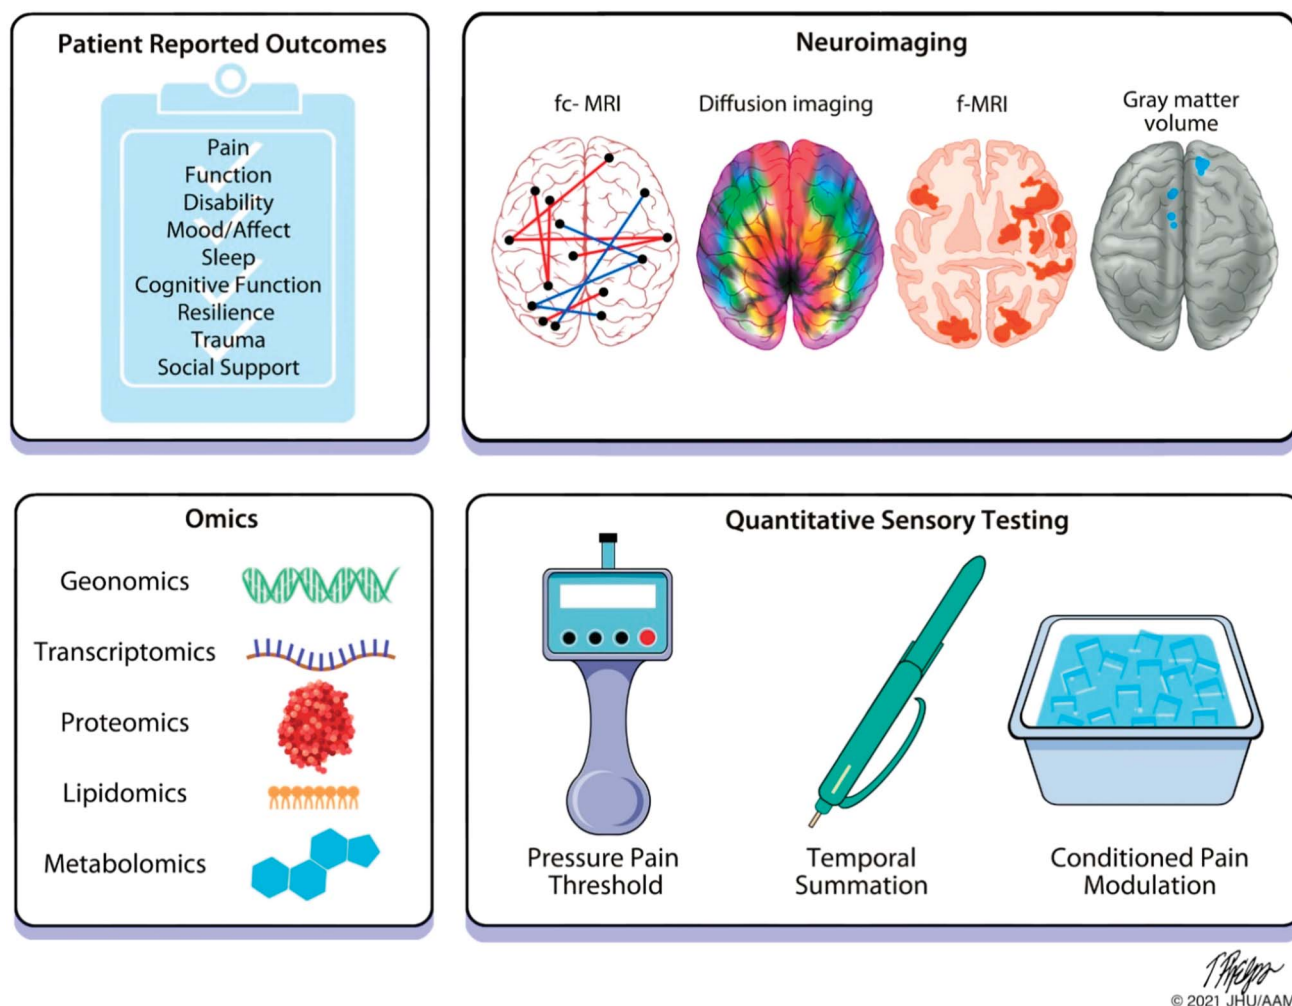 Patient Reported Outcomes
Pain
Function
Disability
Mood/Affect
Sleep
Cognitive Function
Resilience
Trauma
Social Support
Neuroimaging
fc- MRI
Diffusion imaging
f-MRI
Gray matter
volume
Omics
Geonomics
Transcriptomics
Proteomics
Lipidomics
Metabolomics
Quantitative Sensory Testing
Pressure Pain
Threshold
Temporal
Summation
Conditioned Pain
Modulation
© 2021 JHU/AAM